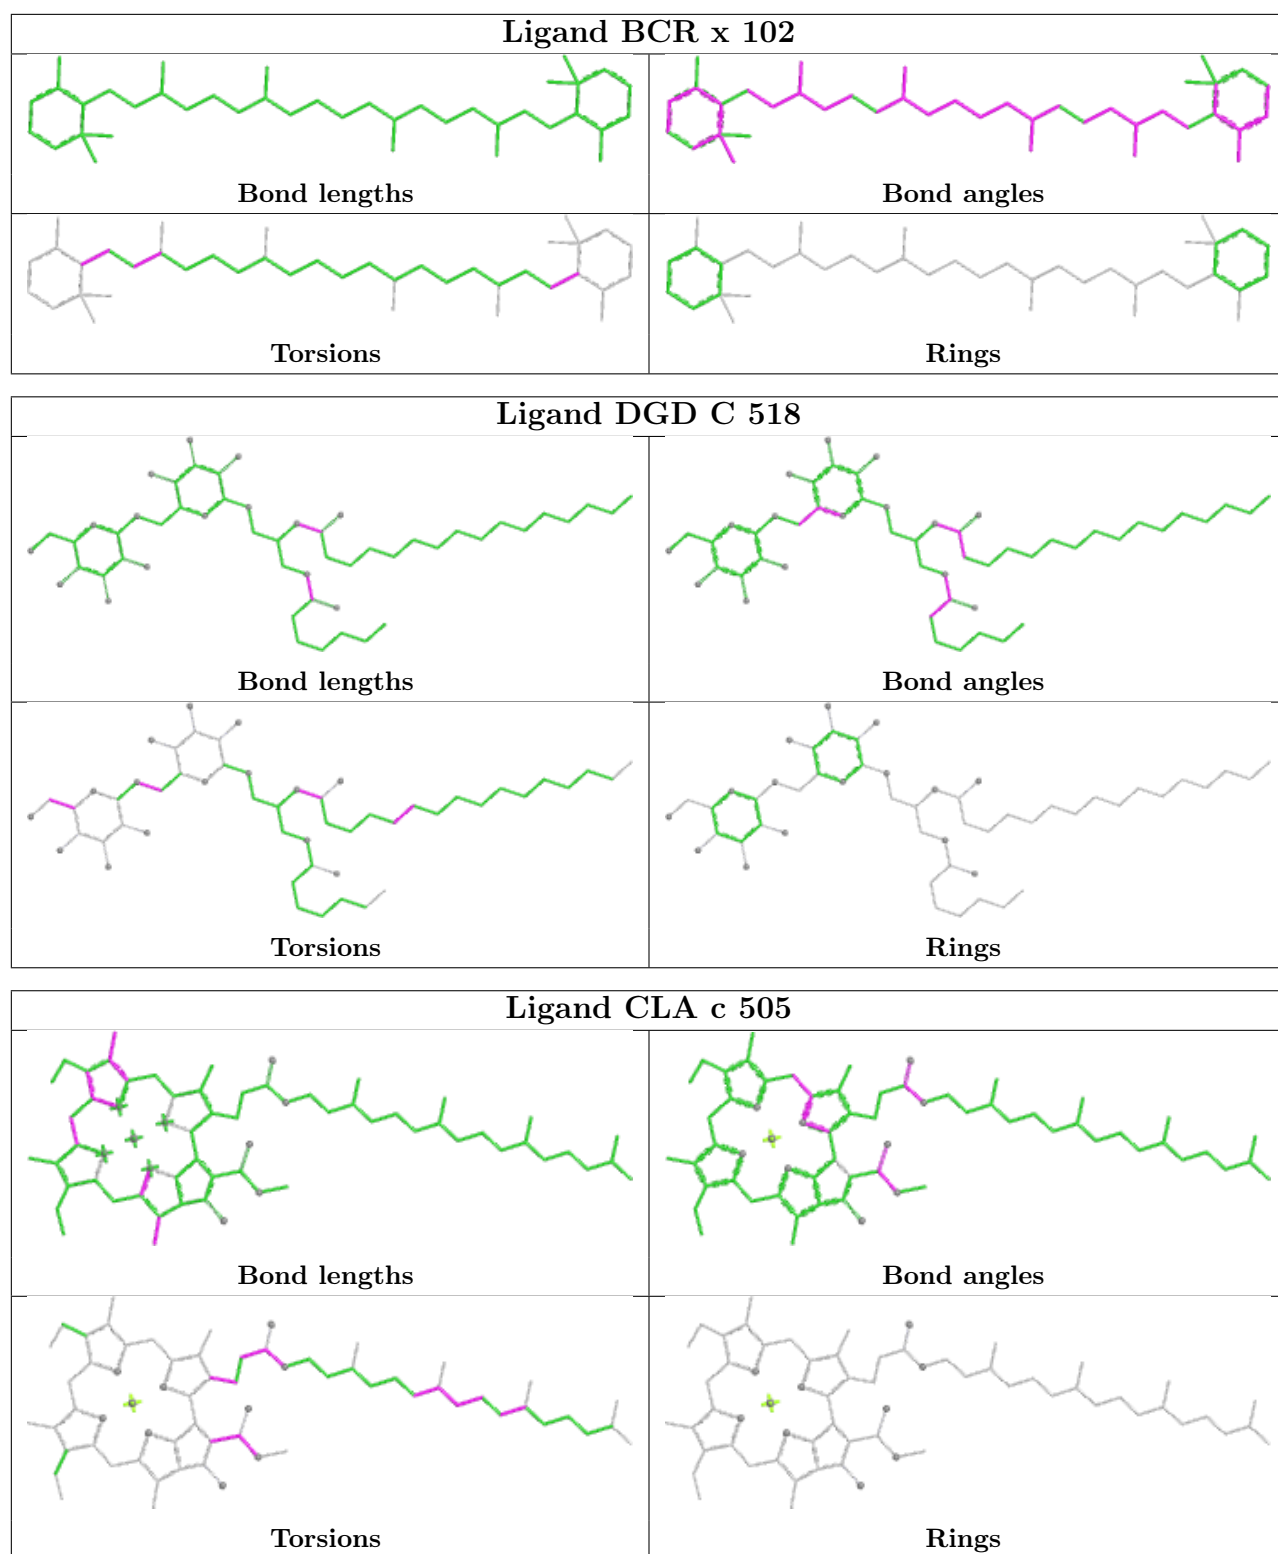 Ligand BCR x 102
Bond lengths
Bond angles
Torsions
Rings
Ligand DGD C 518
Bond lengths
Bond angles
Torsions
Rings
Ligand CLA c 505
Bond lengths
Bond angles
Torsions
Rings